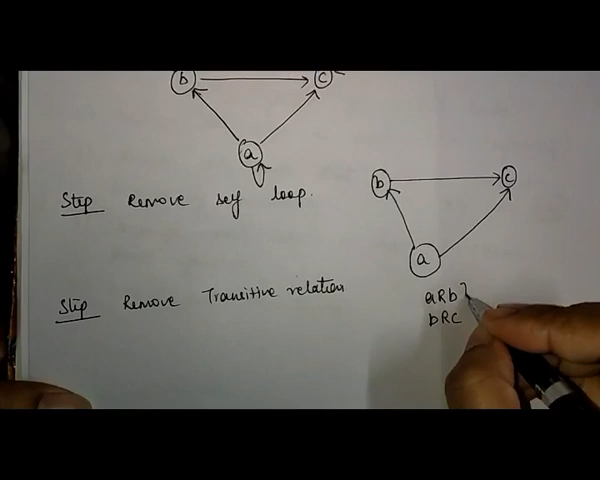 b c
a
Step Remove self loop.
b c
a
Step Remove Transitive relation
aRb }
bRc